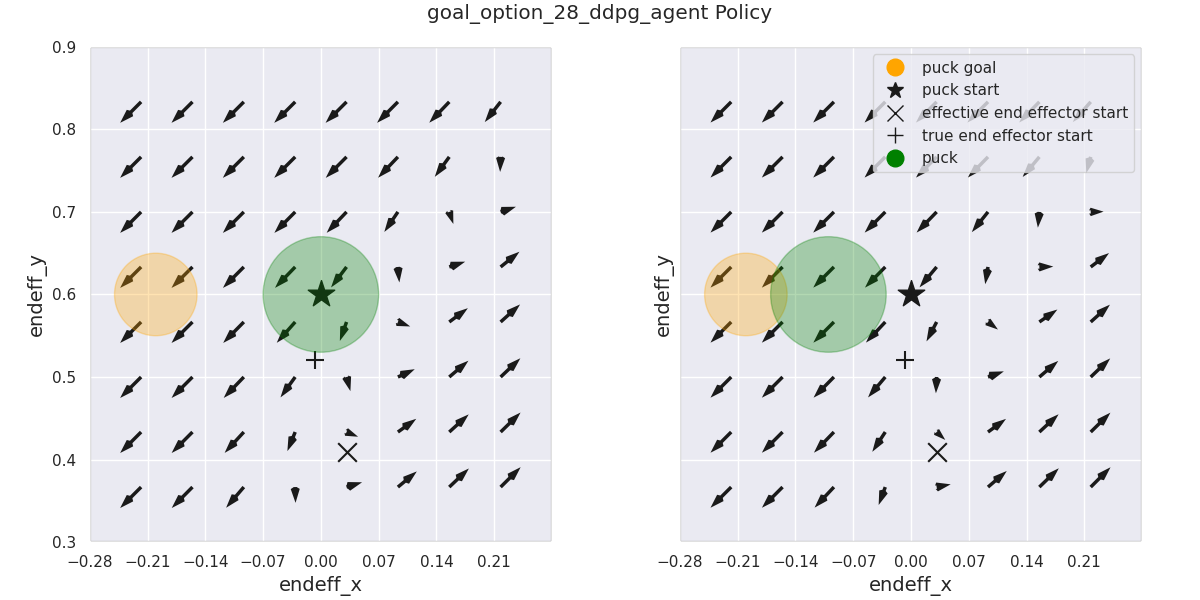 goal_option_28_ddpg_agent Policy
0.9
0.8
0.7
0.6
0.5
0.4
0.3
endeff_y
−0.28 −0.21 −0.14 −0.07 0.00 0.07 0.14 0.21
endeff_x
puck goal
puck start
effective end effector start
true end effector start
puck
endeff_y
−0.28 −0.21 −0.14 −0.07 0.00 0.07 0.14 0.21
endeff_x